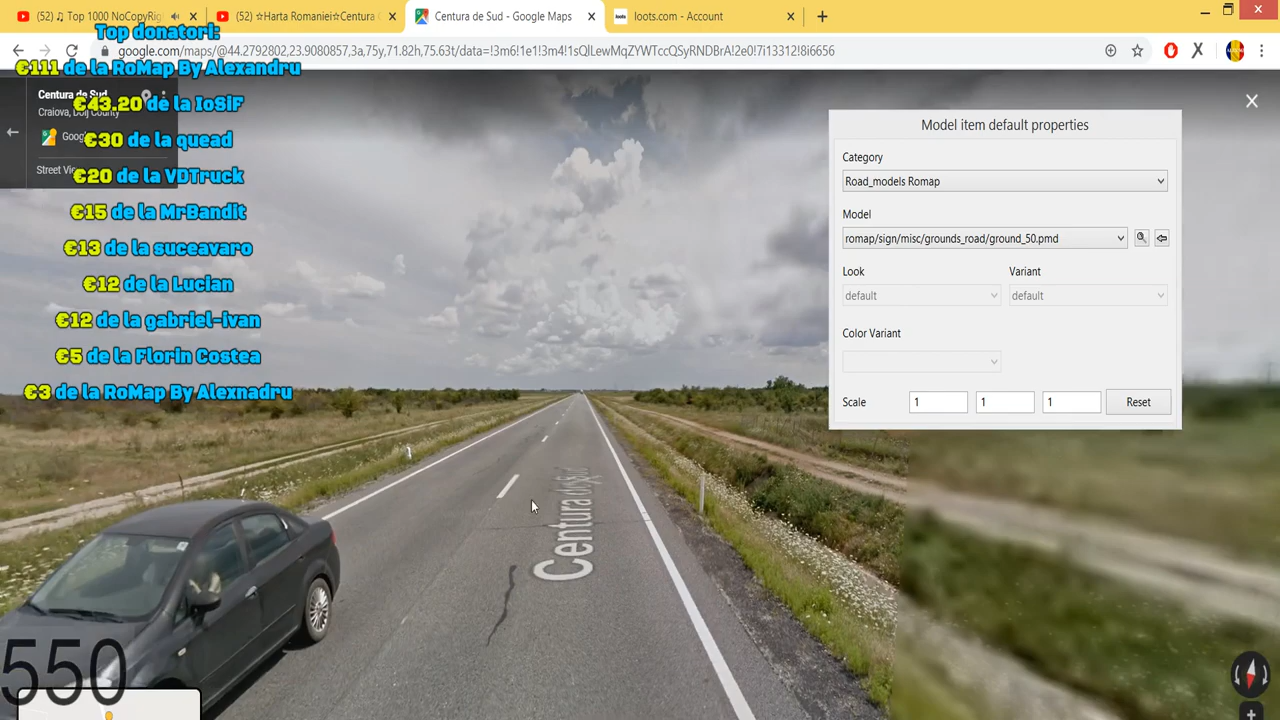 (52) ♫ Top 1000 NoCopyRig
(52) ☆Harta Romaniei☆Centura C
Centura de Sud - Google Maps
loots
loots.com - Account
google.com/maps/@44.2792802,23.9080857,3a,75y,71.82h,75.63t/data=!3m6!1e1!3m4!1sQlLewMqZYWTccQSyRNDBrA!2e0!7i13312!8i6656
Top donatori:
€111 de la RoMap By Alexandru
€43.20 de la IoSiF
€30 de la quead
€20 de la VDTruck
€15 de la MrBandit
€13 de la suceavaro
€12 de la Lucian
€12 de la gabriel-ivan
€5 de la Florin Costea
€3 de la RoMap By Alexnadru
Centura de Sud
Craiova, Dolj County
Street
Model item default properties
Category
Road_models Romap
Model
romap/sign/misc/grounds_road/ground_50.pmd
Look
Variant
default
default
Color Variant
Scale
1
1
1
Reset
Centura de Sud
550